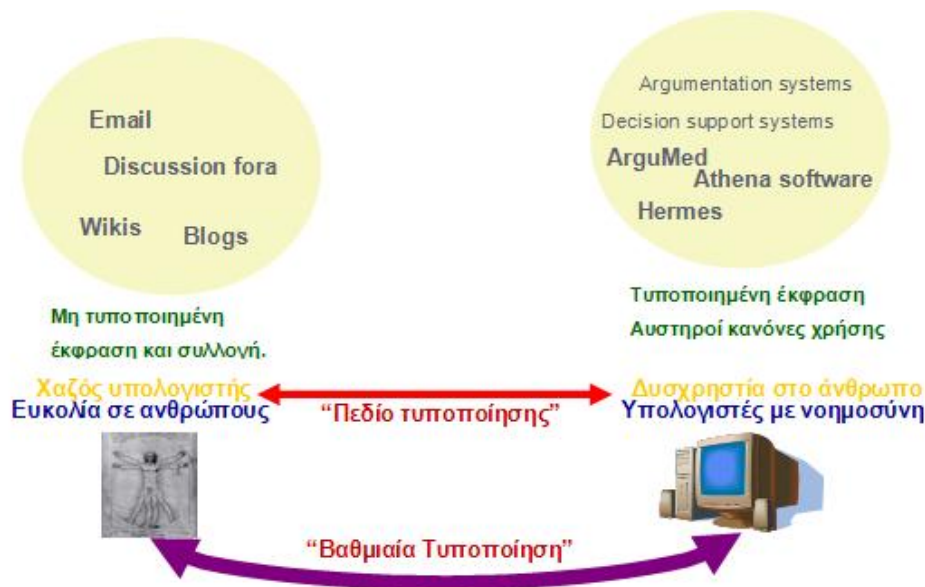 Email
Discussion fora
Wikis
Blogs
Μη τυποποιημένη
έκφραση και συλλογή.
Χαζός υπολογιστής
Ευκολία σε ανθρώπους
Argumentation systems
Decision support systems
ArguMed
Athena software
Hermes
Τυποποιημένη έκφραση
Αυστηροί κανόνες χρήσης
Δυσχρηστία στο άνθρωπο
Υπολογιστές με νοημοσύνη
“Πεδίο τυποποίησης”
“Βαθμιαία Τυποποίηση”